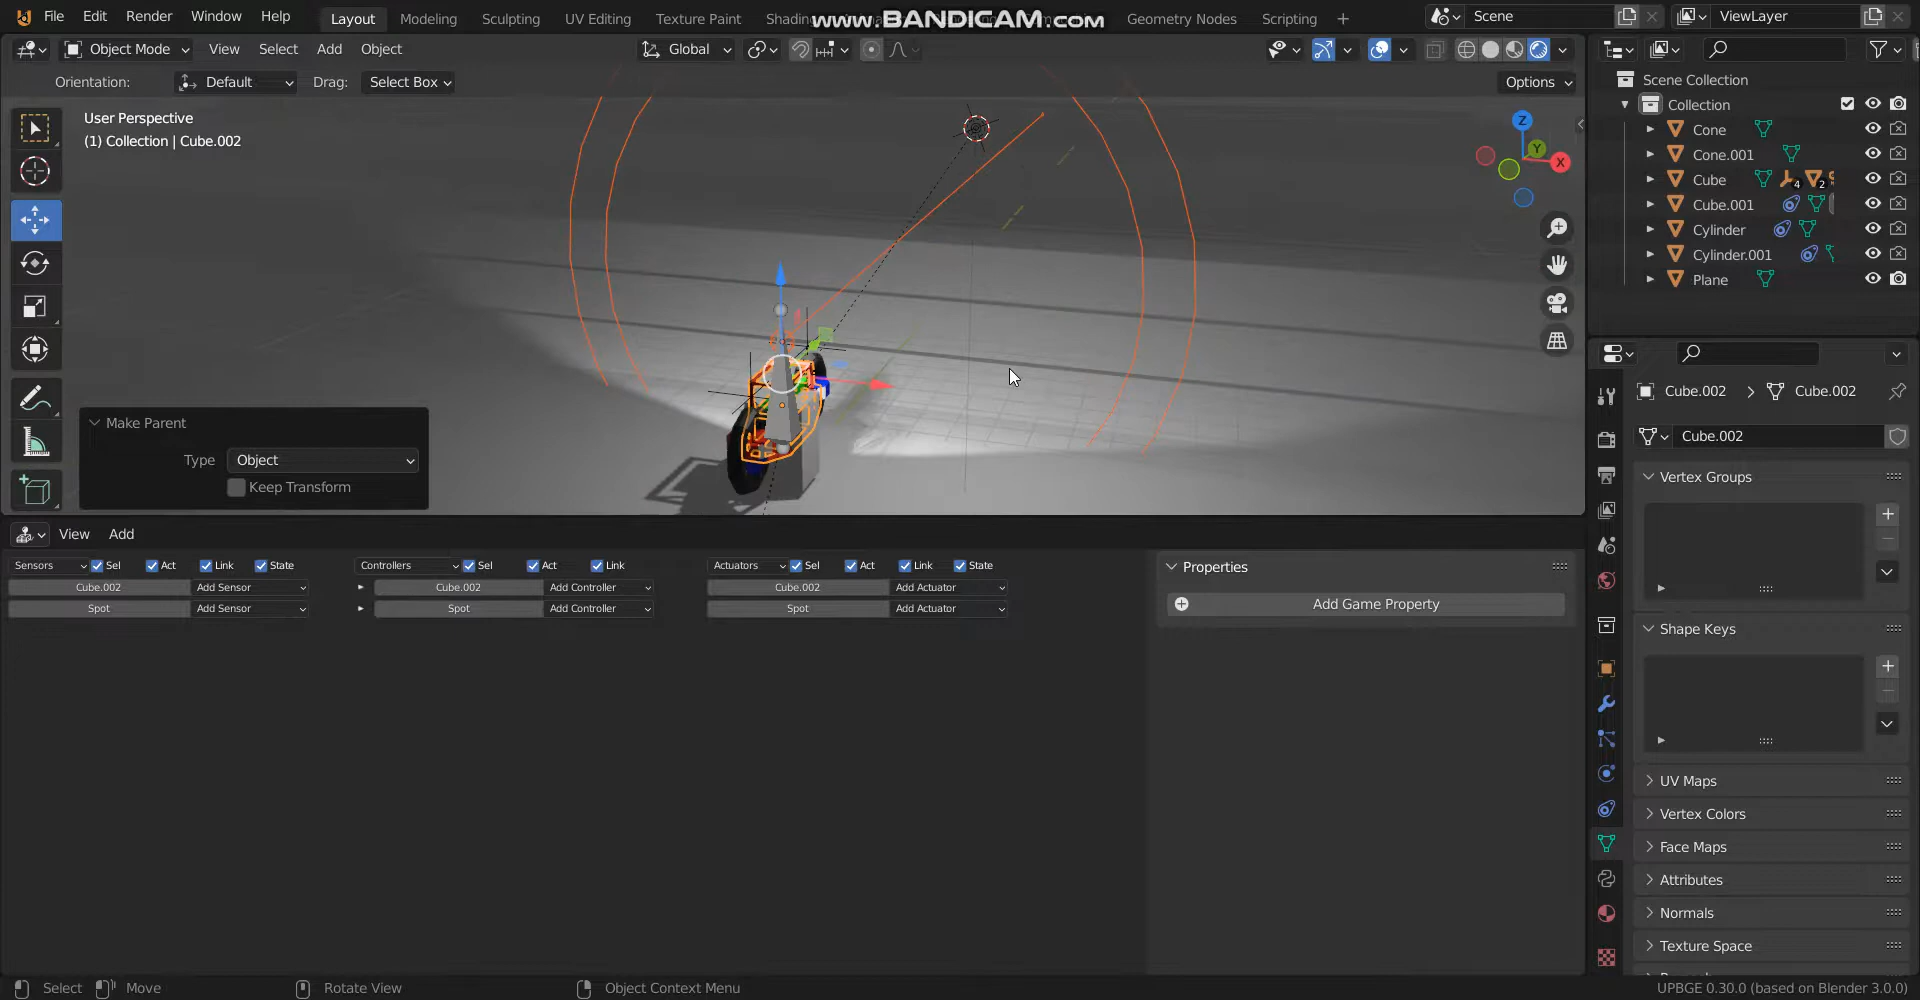 File Edit Render Window Help Layout Modeling Sculpting UV Editing Texture Paint Shading Geometry Nodes Scripting + Scene ViewLayer
www.BANDICAM.com
Object Mode View Select Add Object Global
Orientation: Default Drag: Select Box Options
User Perspective
(1) Collection | Cube.002
Z
Y
X
Scene Collection
Collection
Cone
Cone.001
Cube 4 2
Cube.001
Cylinder
Cylinder.001
Plane
Make Parent
Type Object
Keep Transform
View Add
Sensors Sel Act Link State Controllers Sel Act Link Actuators Sel Act Link State
Cube.002 Add Sensor Cube.002 Add Controller Cube.002 Add Actuator
Spot Add Sensor Spot Add Controller Spot Add Actuator
Properties
Add Game Property
Cube.002 > Cube.002
Cube.002
Vertex Groups
Shape Keys
UV Maps
Vertex Colors
Face Maps
Attributes
Normals
Texture Space
Select Move Rotate View Object Context Menu UPBGE 0.30.0 (based on Blender 3.0.0)